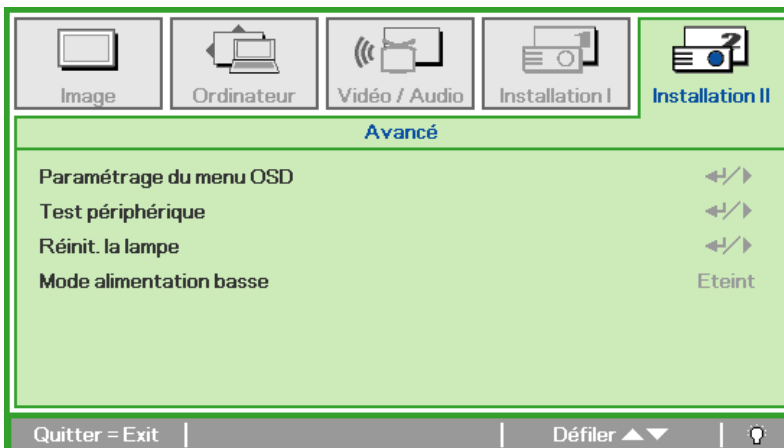 Image
Ordinateur
Vidéo / Audio
Installation I
Installation II
Avancé
Paramétrage du menu OSD
Test périphérique
Réinit. la lampe
Mode alimentation basse Eteint
Quitter = Exit Défiler ▲▼